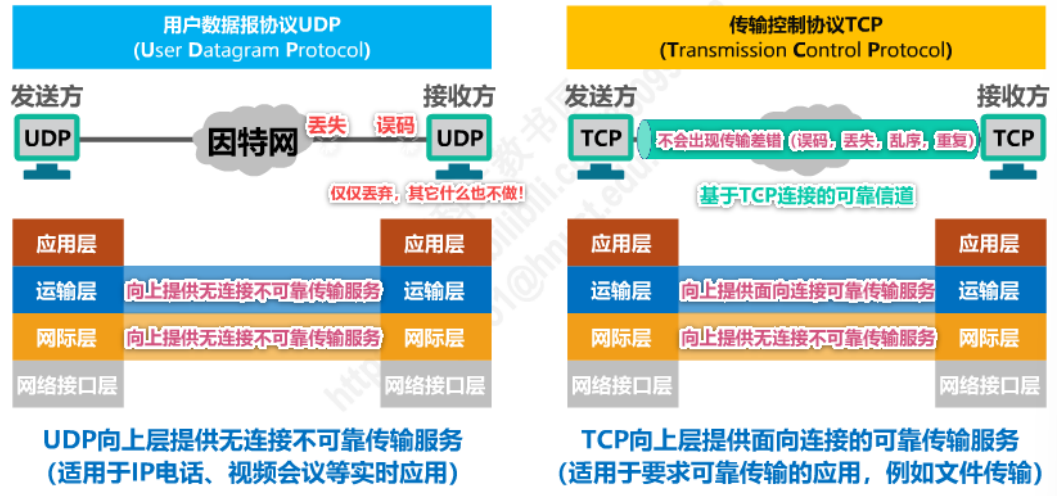 用户数据报协议UDP
(User Datagram Protocol)
发送方
接收方
UDP
因特网
丢失
误码
UDP
仅仅丢弃，其它什么也不做！
应用层
应用层
运输层
向上提供无连接不可靠传输服务
运输层
网际层
向上提供无连接不可靠传输服务
网际层
网络接口层
网络接口层
UDP向上层提供无连接不可靠传输服务
（适用于IP电话、视频会议等实时应用）
传输控制协议TCP
(Transmission Control Protocol)
发送方
接收方
TCP
不会出现传输差错（误码，丢失，乱序，重复）
TCP
基于TCP连接的可靠信道
应用层
应用层
运输层
向上提供面向连接可靠传输服务
运输层
网际层
向上提供无连接不可靠传输服务
网际层
网络接口层
网络接口层
TCP向上层提供面向连接的可靠传输服务
（适用于要求可靠传输的应用，例如文件传输）